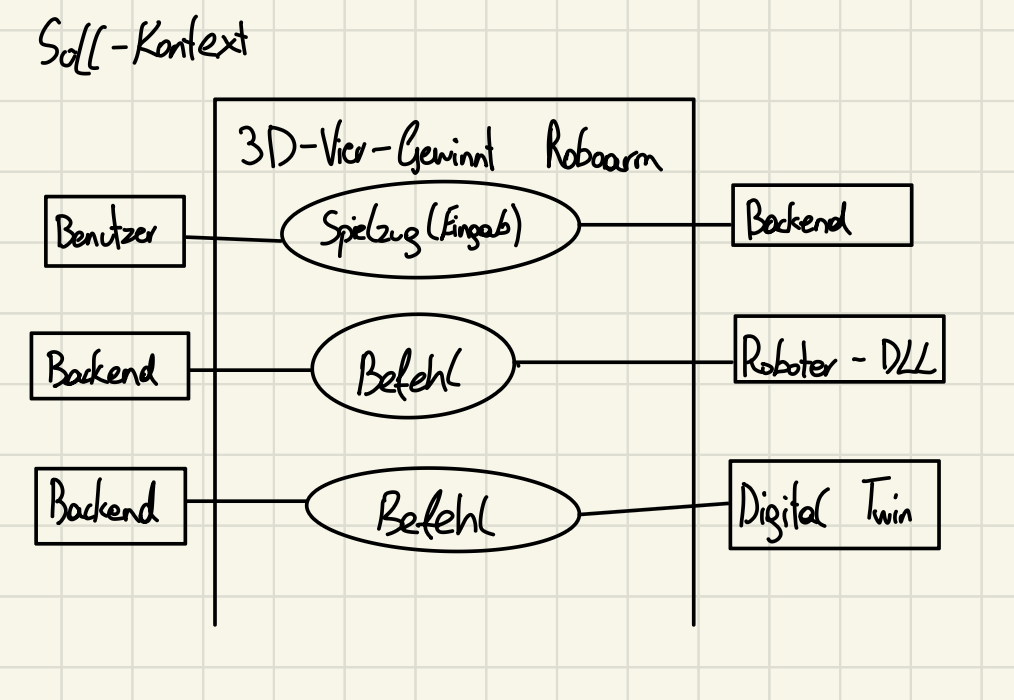 Soll-Kontext
3D-Vier-Gewinnt Roboarm
Benutzer Spielzug (Eingab) Backend
Backend Befehl Roboter - DLL
Backend Befehl Digital Twin